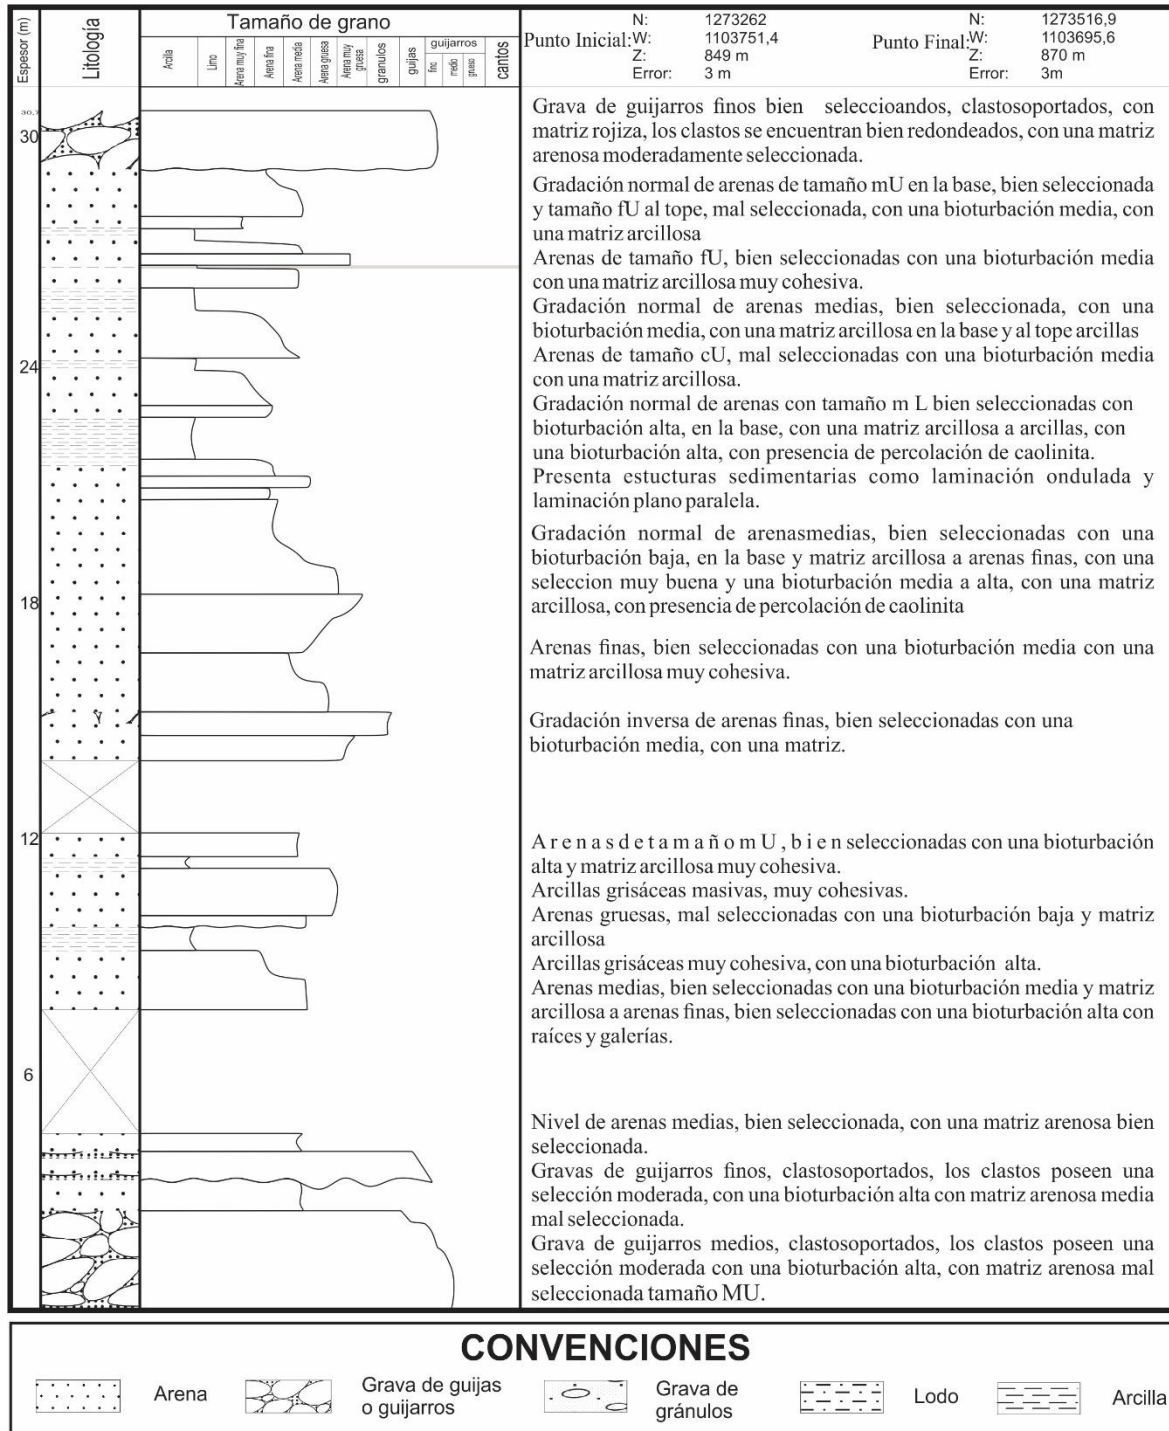 Espesor (m)
Litología
Tamaño de grano
Arcilla
Limo
Arena muy fina
Arena fina
Arena media
Arena gruesa
Arena muy gruesa
granulos
guijas
guijarros
fino
medio
grueso
cantos
Punto Inicial:
N: 1273262
W: 1103751,4
Z: 849 m
Error: 3 m
Punto Final:
N: 1273516,9
W: 1103695,6
Z: 870 m
Error: 3m
30
24
18
12
6
Grava de guijarros finos bien seleccioandos, clastosoportados, con
matriz rojiza, los clastos se encuentran bien redondeados, con una matriz
arenosa moderadamente seleccionada.
Gradación normal de arenas de tamaño mU en la base, bien seleccionada
y tamaño fU al tope, mal seleccionada, con una bioturbación media, con
una matriz arcillosa
Arenas de tamaño fU, bien seleccionadas con una bioturbación media
con una matriz arcillosa muy cohesiva.
Gradación normal de arenas medias, bien seleccionada, con una
bioturbación media, con una matriz arcillosa en la base y al tope arcillas
Arenas de tamaño cU, mal seleccionadas con una bioturbación media
con una matriz arcillosa.
Gradación normal de arenas con tamaño m L bien seleccionadas con
bioturbación alta, en la base, con una matriz arcillosa a arcillas, con
una bioturbación alta, con presencia de percolación de caolinita.
Presenta estucturas sedimentarias como laminación ondulada y
laminación plano paralela.
Gradación normal de arenasmedias, bien seleccionadas con una
bioturbación baja, en la base y matriz arcillosa a arenas finas, con una
seleccion muy buena y una bioturbación media a alta, con una matriz
arcillosa, con presencia de percolación de caolinita
Arenas finas, bien seleccionadas con una bioturbación media con una
matriz arcillosa muy cohesiva.
Gradación inversa de arenas finas, bien seleccionadas con una
bioturbación media, con una matriz.
A r e n a s d e t a m a ñ o m U , b i e n seleccionadas con una bioturbación
alta y matriz arcillosa muy cohesiva.
Arcillas grisáceas masivas, muy cohesivas.
Arenas gruesas, mal seleccionadas con una bioturbación baja y matriz
arcillosa
Arcillas grisáceas muy cohesiva, con una bioturbación alta.
Arenas medias, bien seleccionadas con una bioturbación media y matriz
arcillosa a arenas finas, bien seleccionadas con una bioturbación alta con
raíces y galerías.
Nivel de arenas medias, bien seleccionada, con una matriz arenosa bien
seleccionada.
Gravas de guijarros finos, clastosoportados, los clastos poseen una
selección moderada, con una bioturbación alta con matriz arenosa media
mal seleccionada.
Grava de guijarros medios, clastosoportados, los clastos poseen una
selección moderada con una bioturbación alta, con matriz arenosa mal
seleccionada tamaño MU.
CONVENCIONES
Arena
Grava de guijas
o guijarros
Grava de
gránulos
Lodo
Arcilla